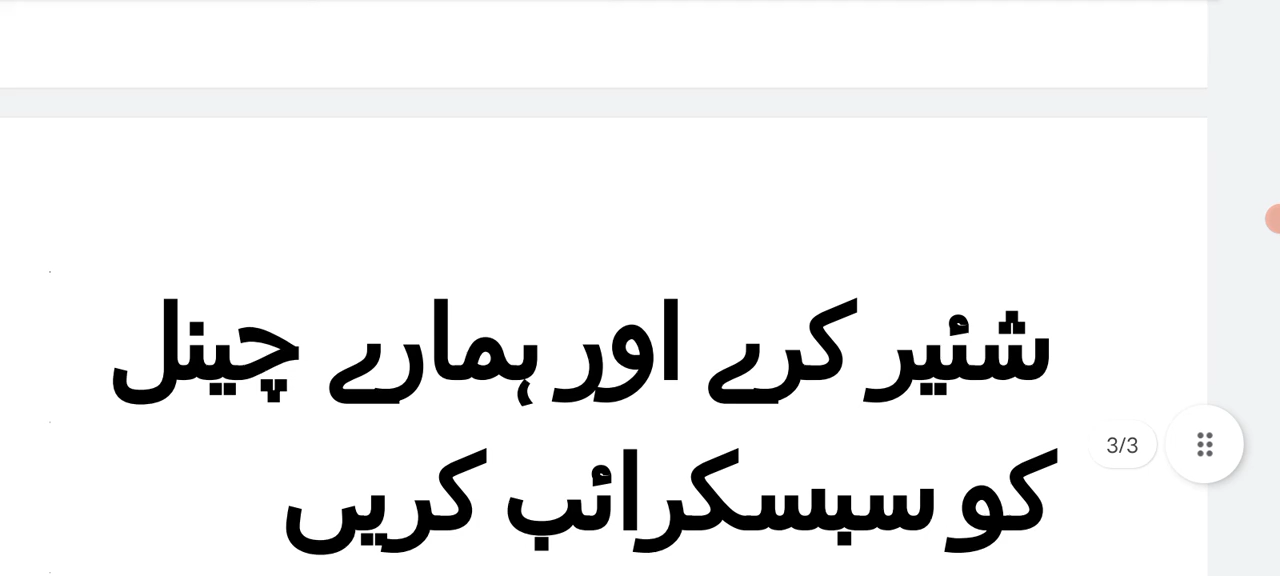 شئیر کرے اور ہمارے چینل
کو سبسکرائب کریں
3/3